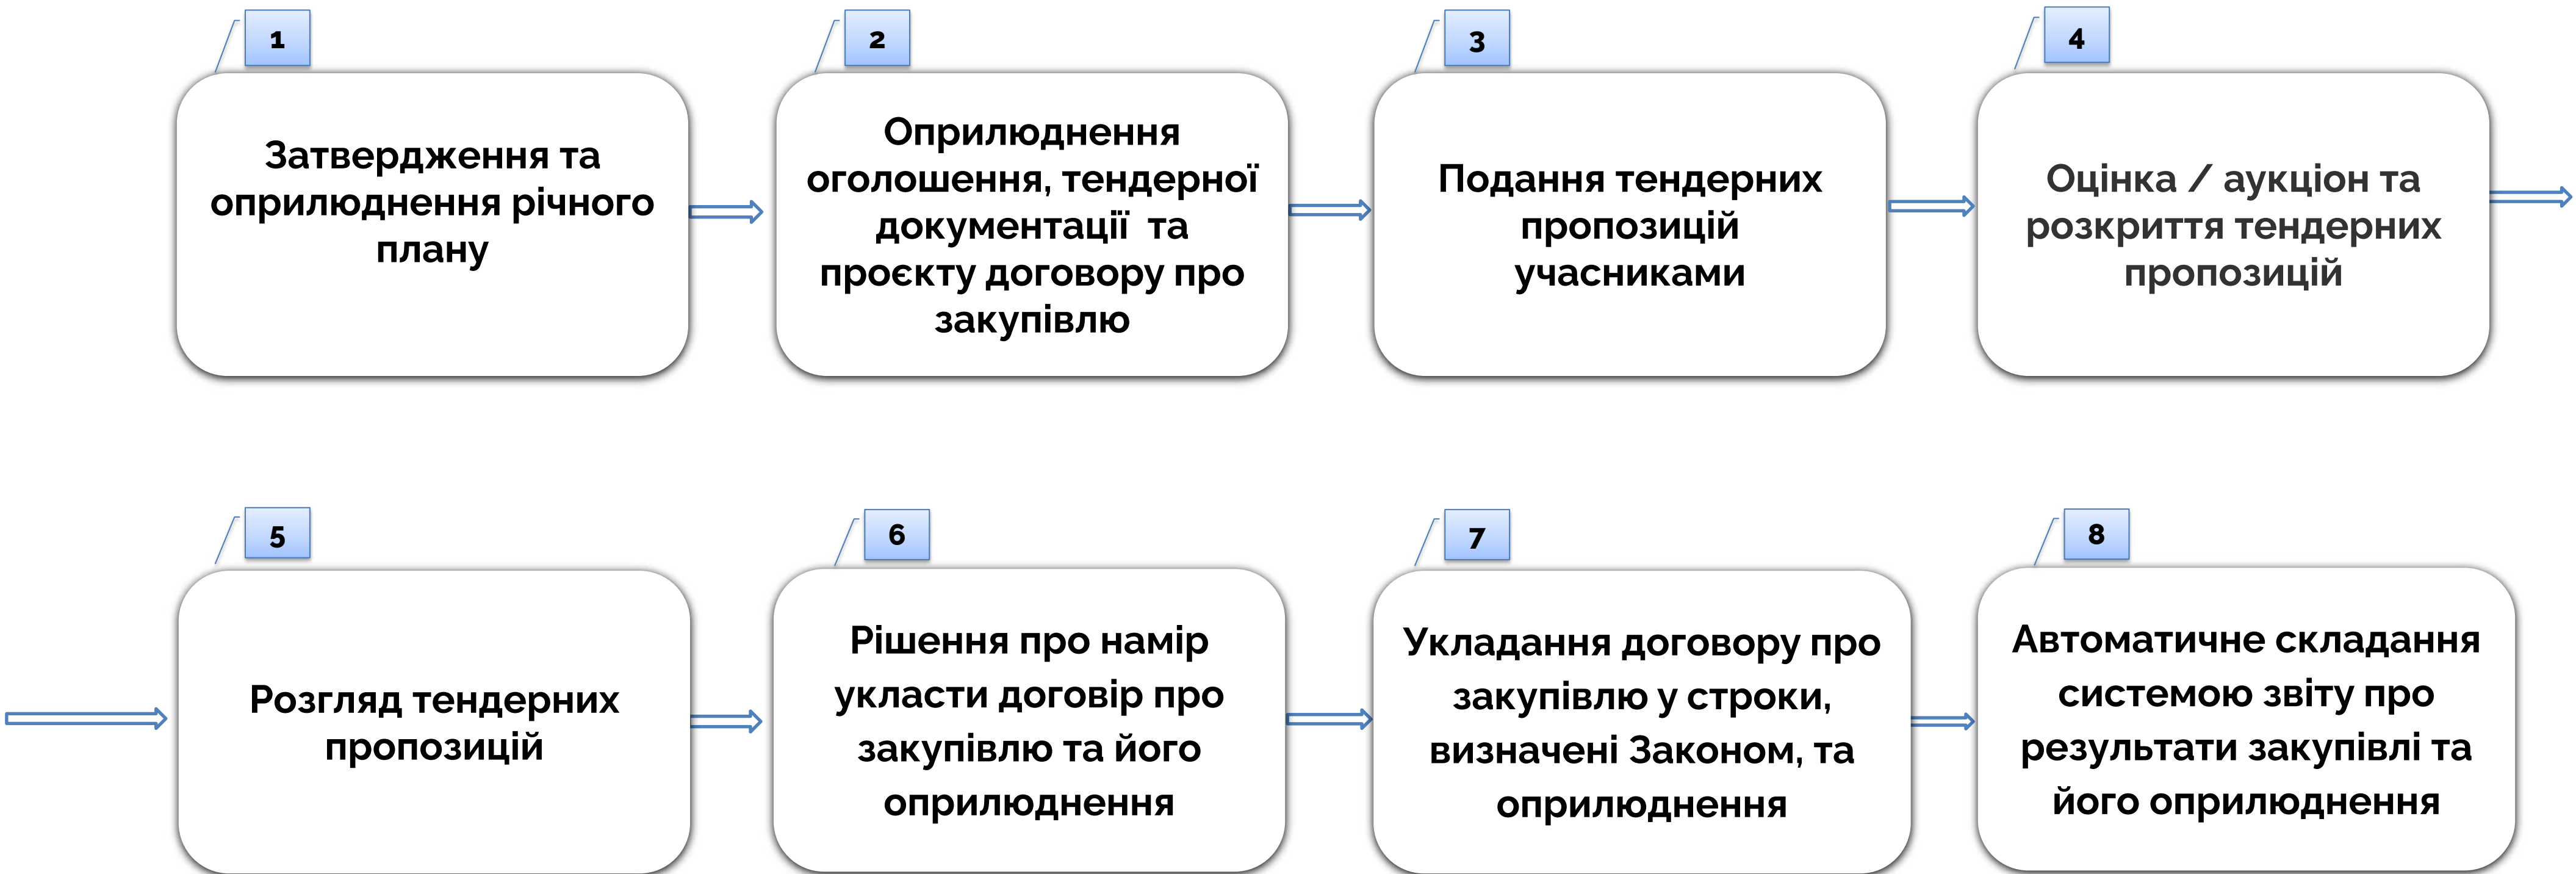 1
Затвердження та
оприлюднення річного
плану
2
Оприлюднення
оголошення, тендерної
документації та
проєкту договору про
закупівлю
3
Подання тендерних
пропозицій
учасниками
4
Оцінка / аукціон та
розкриття тендерних
пропозицій
5
Розгляд тендерних
пропозицій
6
Рішення про намір
укласти договір про
закупівлю та його
оприлюднення
7
Укладання договору про
закупівлю у строки,
визначені Законом, та
оприлюднення
8
Автоматичне складання
системою звіту про
результати закупівлі та
його оприлюднення